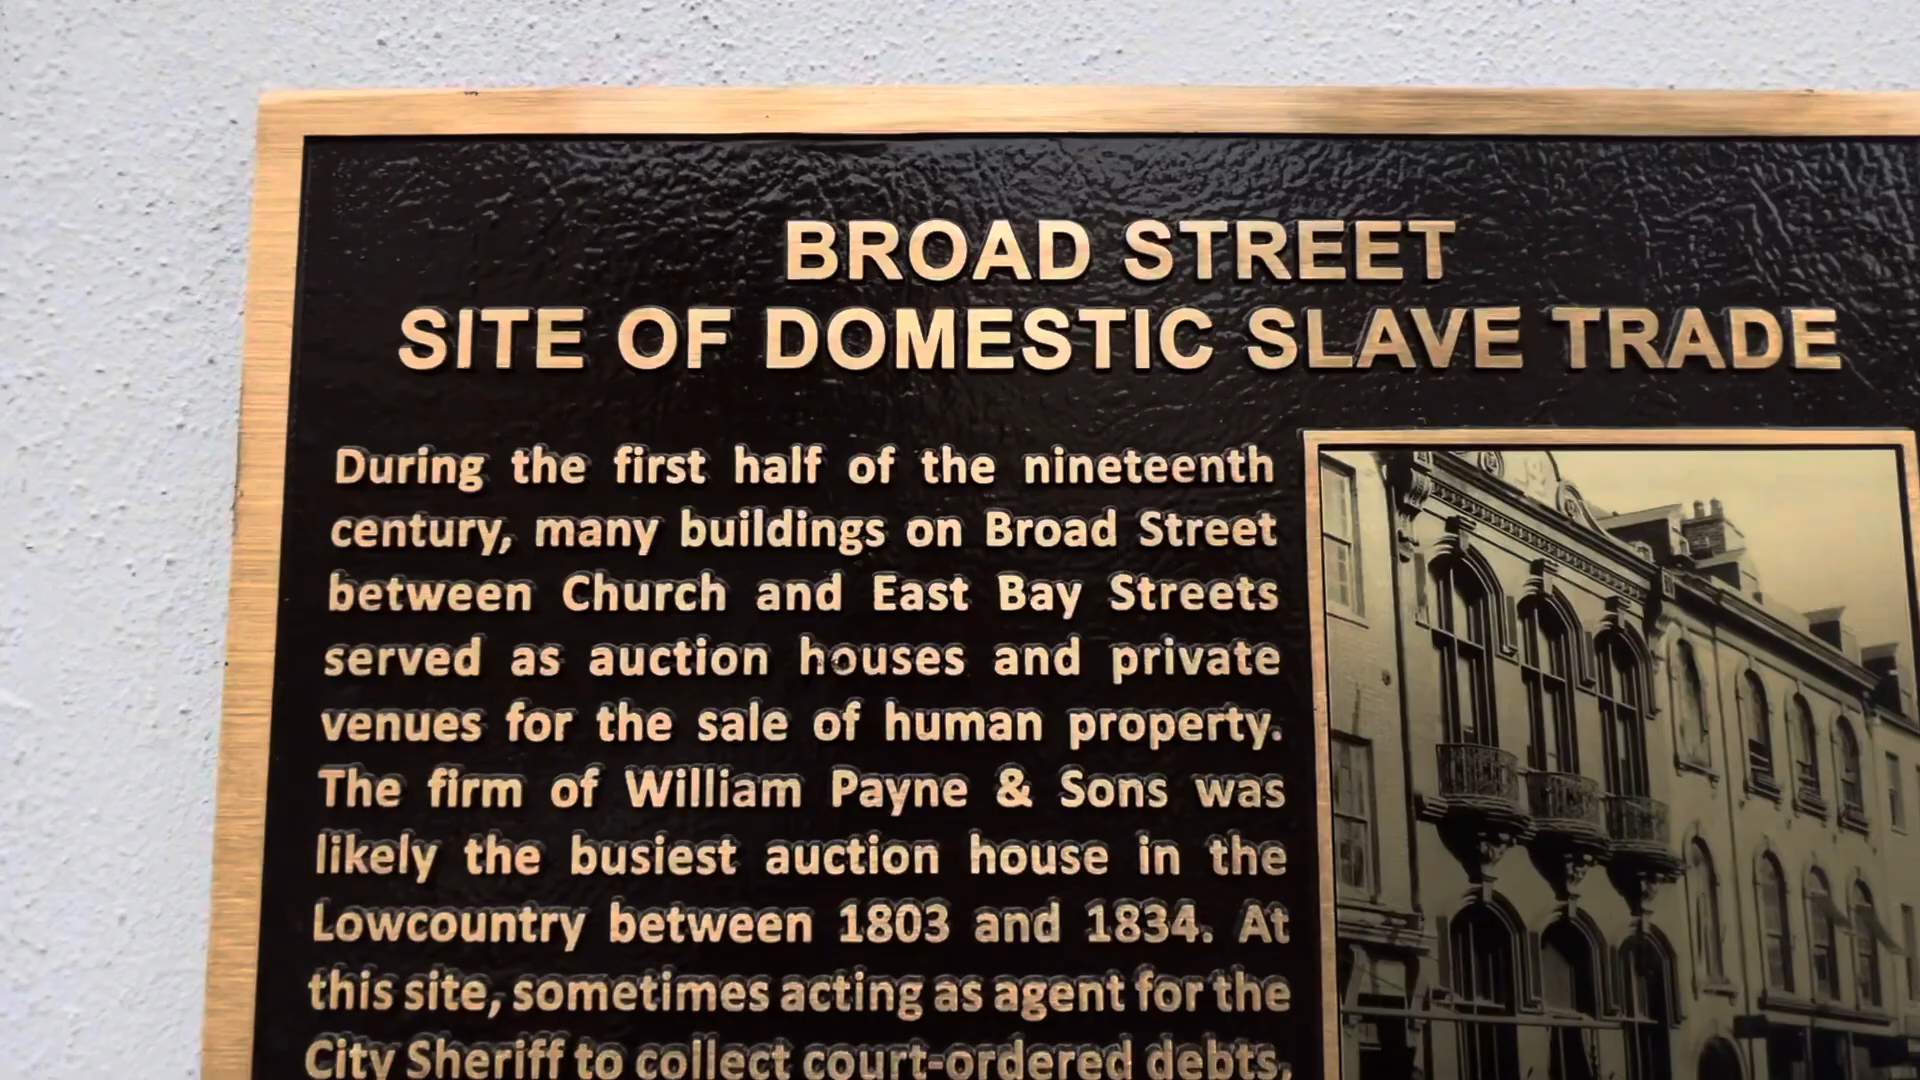 BROAD STREET
SITE OF DOMESTIC SLAVE TRADE
During the first half of the nineteenth
century, many buildings on Broad Street
between Church and East Bay Streets
served as auction houses and private
venues for the sale of human property.
The firm of William Payne & Sons was
likely the busiest auction house in the
Lowcountry between 1803 and 1834. At
this site, sometimes acting as agent for the
City Sheriff to collect court-ordered debts,